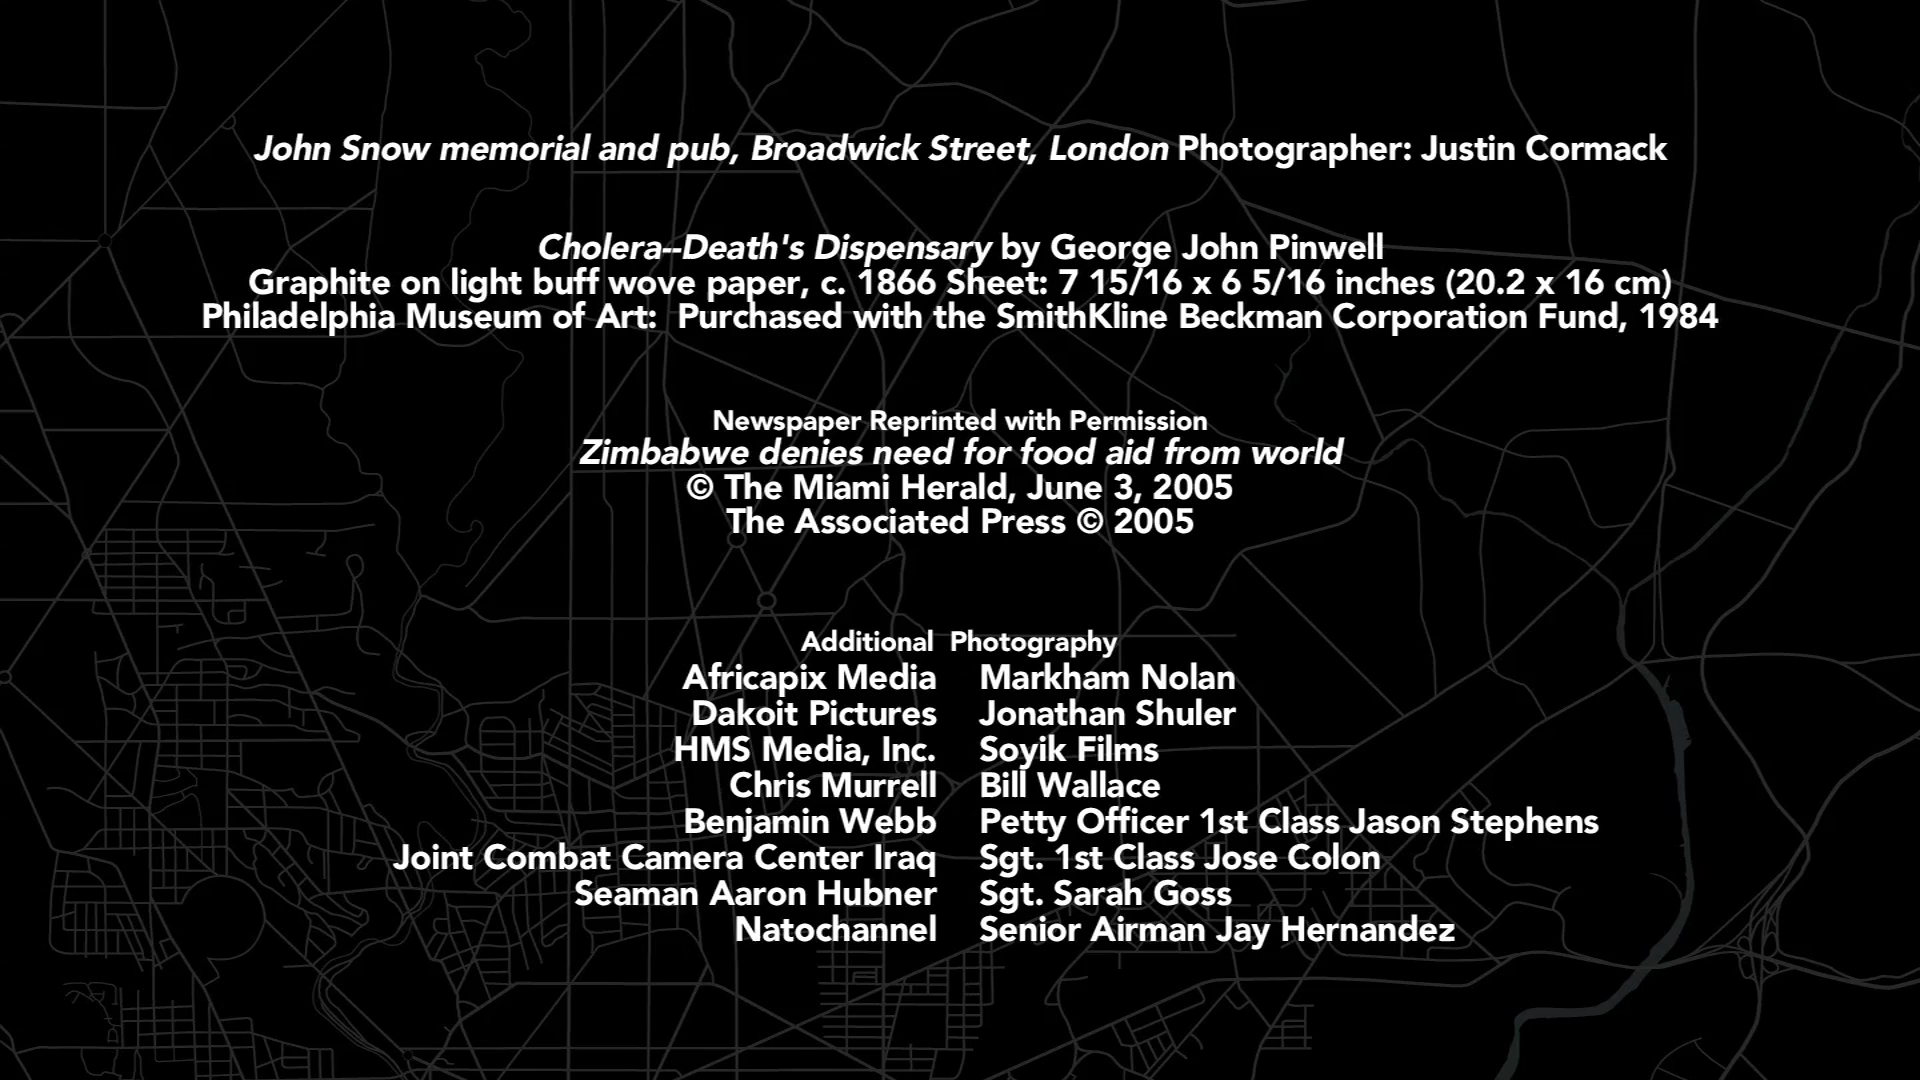 John Snow memorial and pub, Broadwick Street, London Photographer: Justin Cormack
Cholera--Death's Dispensary by George John Pinwell
Graphite on light buff wove paper, c. 1866 Sheet: 7 15/16 x 6 5/16 inches (20.2 x 16 cm)
Philadelphia Museum of Art:  Purchased with the SmithKline Beckman Corporation Fund, 1984
Newspaper Reprinted with Permission
Zimbabwe denies need for food aid from world
© The Miami Herald, June 3, 2005
The Associated Press © 2005
Additional  Photography
Africapix Media    Markham Nolan
Dakoit Pictures    Jonathan Shuler
HMS Media, Inc.    Soyik Films
Chris Murrell    Bill Wallace
Benjamin Webb    Petty Officer 1st Class Jason Stephens
Joint Combat Camera Center Iraq    Sgt. 1st Class Jose Colon
Seaman Aaron Hubner    Sgt. Sarah Goss
Natochannel    Senior Airman Jay Hernandez